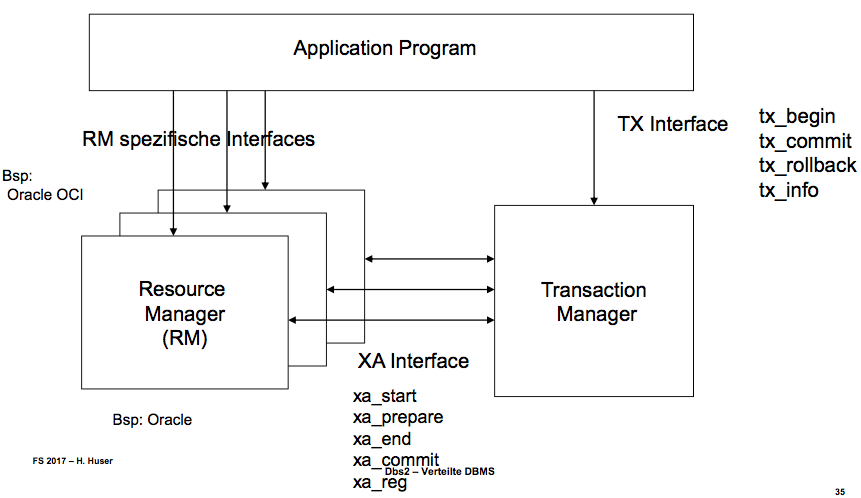 Application Program
RM spezifische Interfaces
TX Interface
tx_begin
tx_commit
tx_rollback
tx_info
Bsp:
Oracle OCI
Resource
Manager
(RM)
Transaction
Manager
XA Interface
xa_start
xa_prepare
xa_end
xa_commit
xa_reg
Bsp: Oracle
FS 2017 – H. Huser
Dbs2 – Verteilte DBMS
35